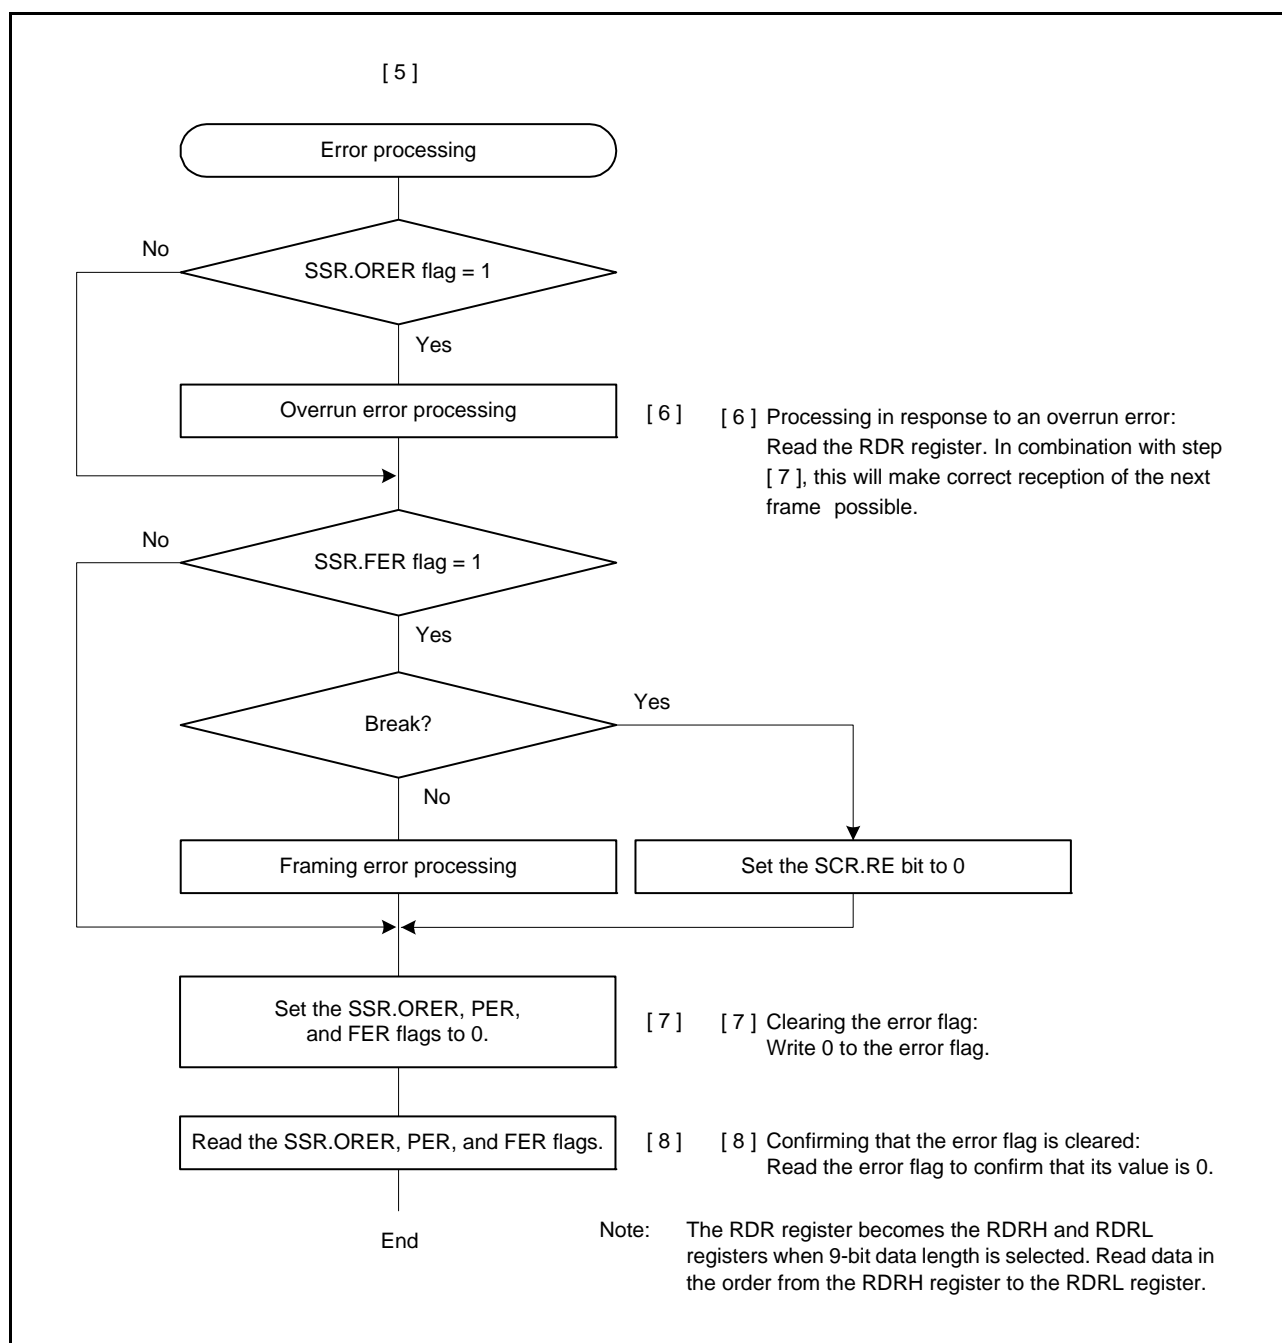 [ 5 ]
Error processing
No
SSR.ORER flag = 1
Yes
Overrun error processing
[ 6 ]
[ 6 ] Processing in response to an overrun error:
Read the RDR register. In combination with step
[ 7 ], this will make correct reception of the next
frame possible.
No
SSR.FER flag = 1
Yes
Break?
Yes
No
Framing error processing
Set the SCR.RE bit to 0
Set the SSR.ORER, PER,
and FER flags to 0.
[ 7 ]
[ 7 ] Clearing the error flag:
Write 0 to the error flag.
Read the SSR.ORER, PER, and FER flags.
[ 8 ]
[ 8 ] Confirming that the error flag is cleared:
Read the error flag to confirm that its value is 0.
End
Note: The RDR register becomes the RDRH and RDRL
registers when 9-bit data length is selected. Read data in
the order from the RDRH register to the RDRL register.